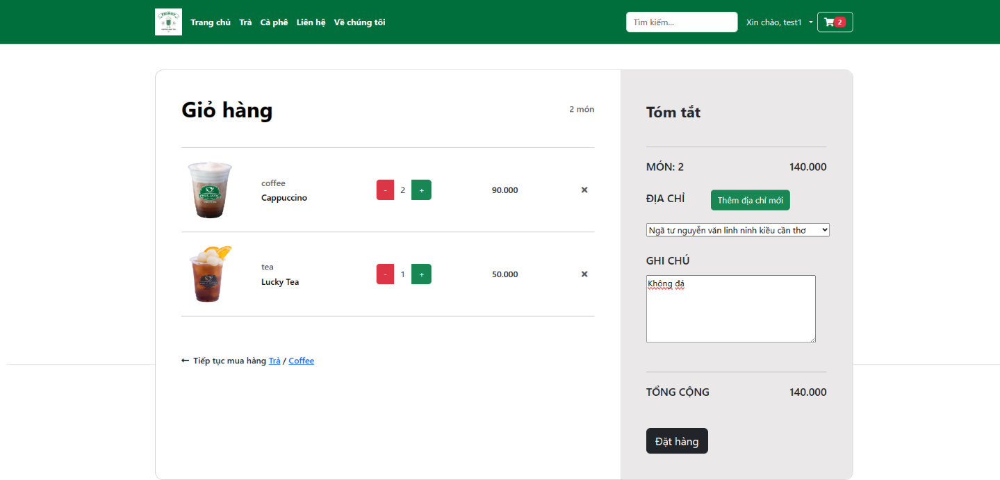 Trang chủ Trà Cà phê Liên hệ Về chúng tôi Tìm kiếm... Xin chào, test1 2
Giỏ hàng
2 món
coffee
Cappuccino
- 2 +
90.000
tea
Lucky Tea
- 1 +
50.000
Tiếp tục mua hàng Trà / Coffee
Tóm tắt
MÓN: 2 140.000
ĐỊA CHỈ Thêm địa chỉ mới
Ngã tư nguyễn văn linh ninh kiều cần thơ
GHI CHÚ
Không đá
TỔNG CỘNG 140.000
Đặt hàng